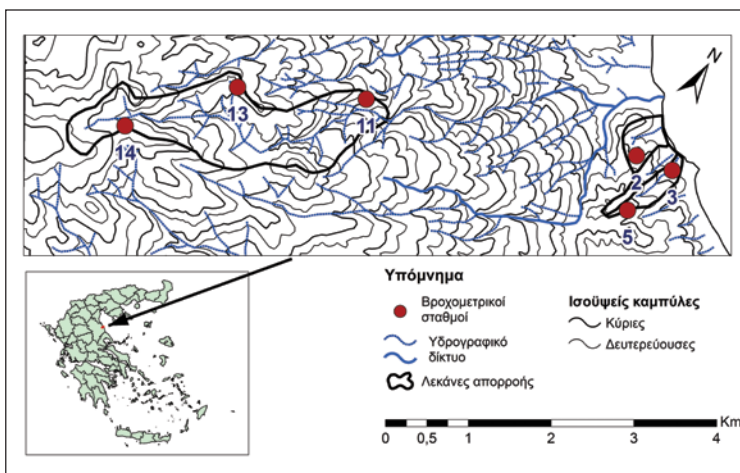 N
13
11
14
2
3
5
Υπόμνημα
Βροχομετρικοί
σταθμοί
Υδρογραφικό
δίκτυο
Λεκάνες απορροής
Ισοϋψείς καμπύλες
Κύριες
Δευτερεύουσες
Km
0 0,5 1 2 3 4